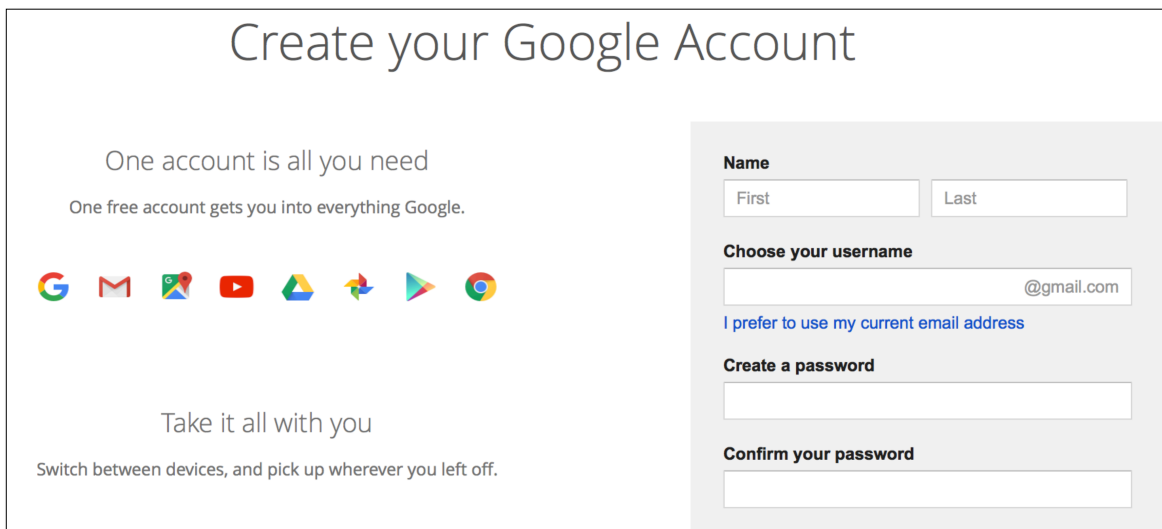 Create your Google Account
One account is all you need
One free account gets you into everything Google.
Take it all with you
Switch between devices, and pick up wherever you left off.
Name
First Last
Choose your username
@gmail.com
I prefer to use my current email address
Create a password
Confirm your password